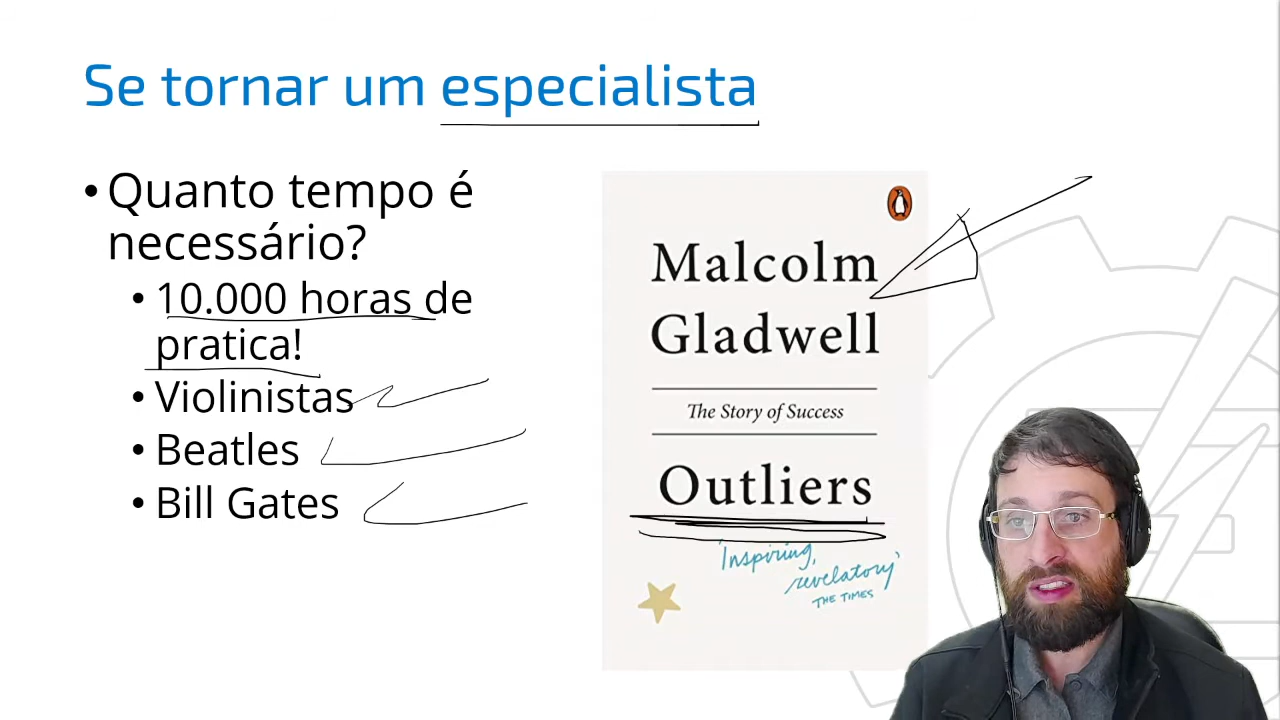 Se tornar um especialista
• Quanto tempo é
necessário?
• 10.000 horas de
pratica!
• Violinistas
• Beatles
• Bill Gates
Malcolm
Gladwell
The Story of Success
Outliers
'Inspiring,
revelatory'
THE TIMES